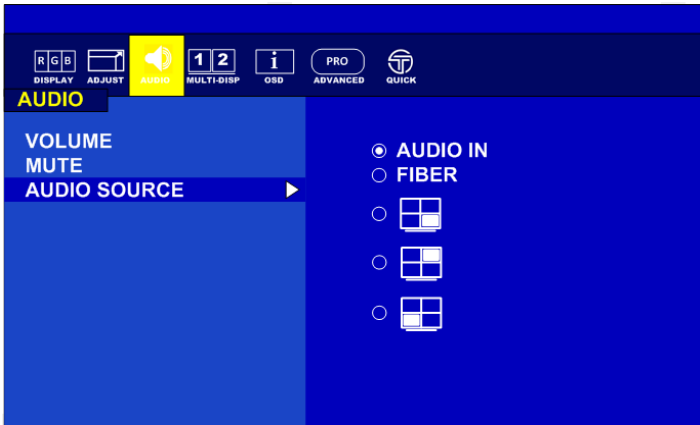 R G B
DISPLAY
ADJUST
AUDIO
1 2
MULTI-DISP
i
OSD
PRO
ADVANCED
QUICK
AUDIO
VOLUME
MUTE
AUDIO SOURCE
AUDIO IN
FIBER